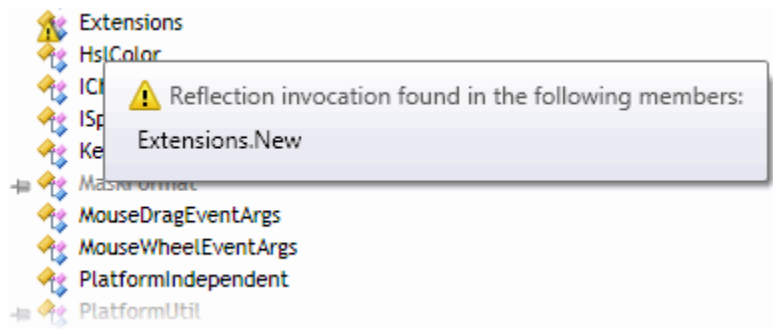 Extensions
HslColor
Reflection invocation found in the following members:
Extensions.New
MaskFormat
MouseDragEventArgs
MouseWheelEventArgs
PlatformIndependent
PlatformUtil